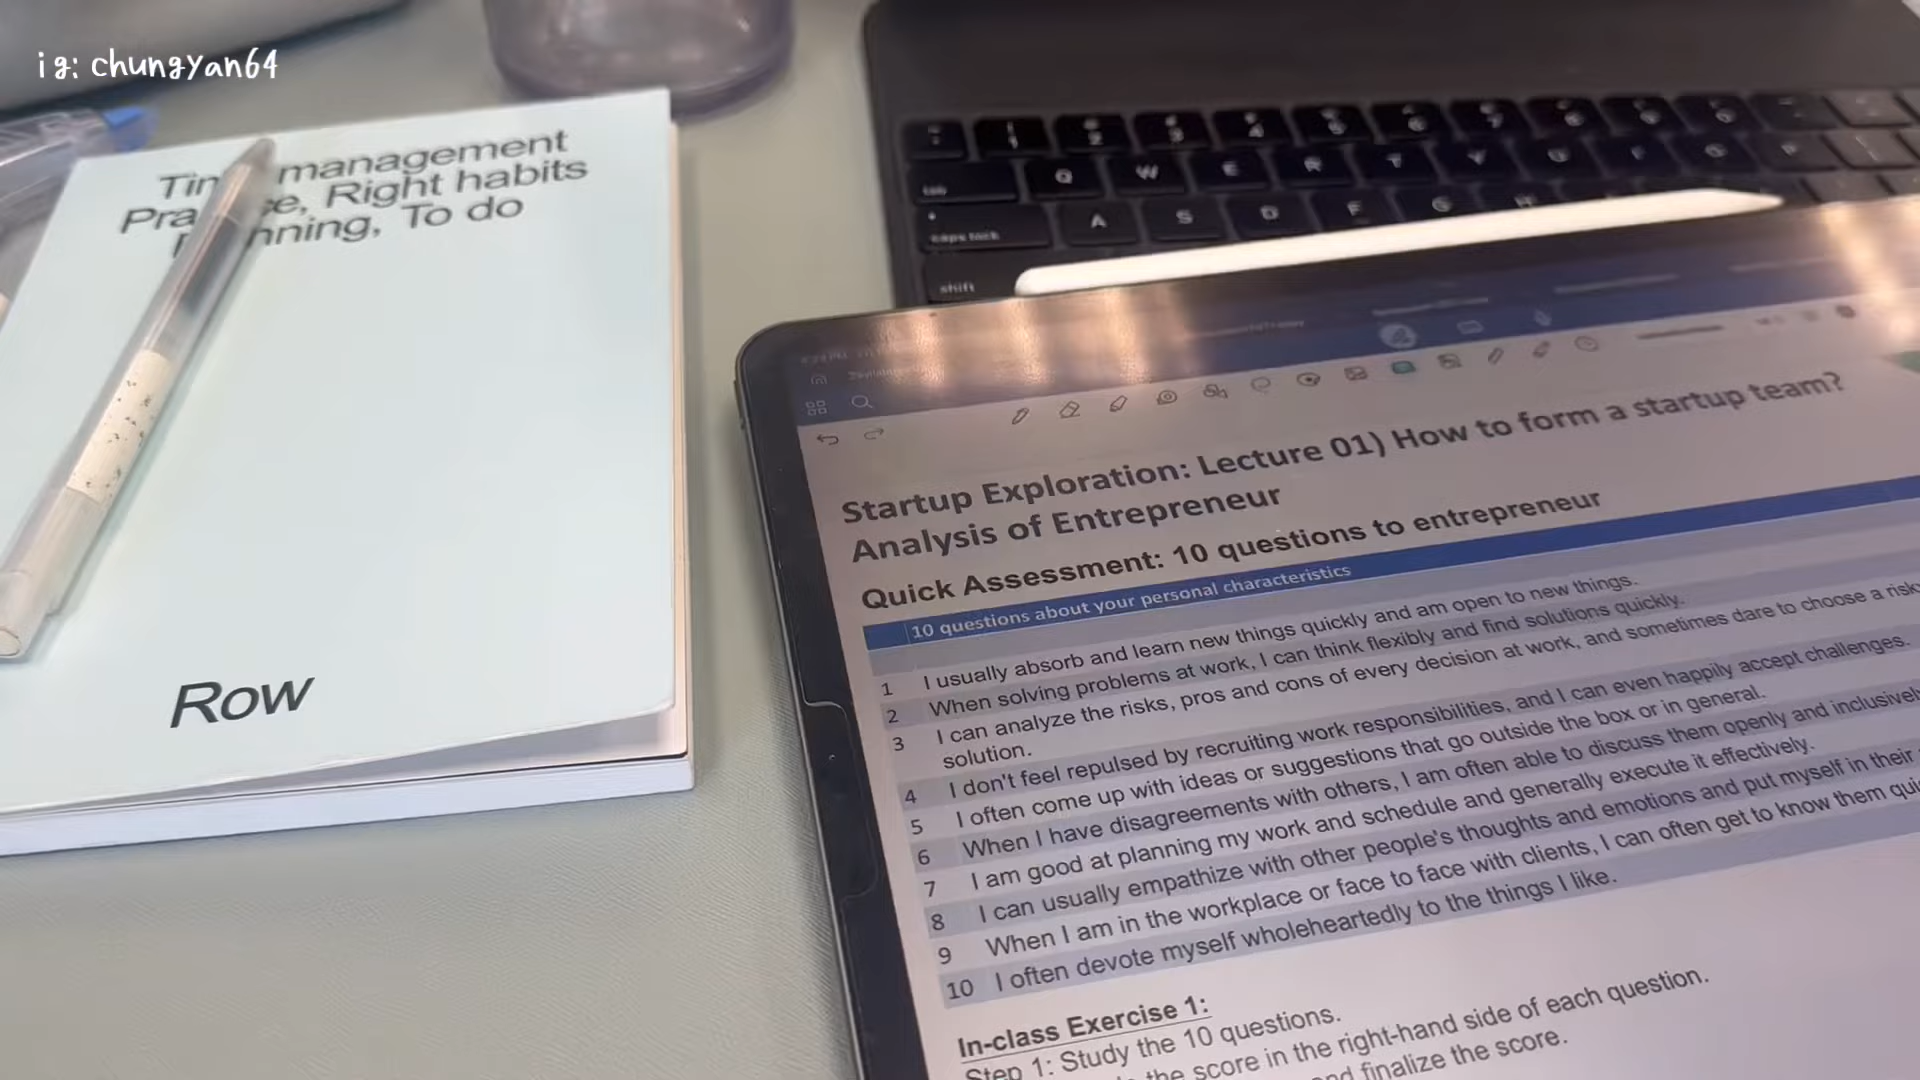 ig: chungyan64
management
Right habits
To do
Row
tab
Q W E R T
caps lock
A S D F G
shift
Startup Exploration: Lecture 01) How to form a startup team?
Analysis of Entrepreneur
Quick Assessment: 10 questions to entrepreneur
10 questions about your personal characteristics
1 I usually absorb and learn new things quickly and am open to new things.
2 When solving problems at work, I can think flexibly and find solutions quickly.
3 I can analyze the risks, pros and cons of every decision at work, and sometimes dare to choose a risky
solution.
4 I don't feel repulsed by recruiting work responsibilities, and I can even happily accept challenges.
5 I often come up with ideas or suggestions that go outside the box or in general.
6 When I have disagreements with others, I am often able to discuss them openly and inclusively
7 I am good at planning my work and schedule and generally execute it effectively.
8 I can usually empathize with other people's thoughts and emotions and put myself in their
9 When I am in the workplace or face to face with clients, I can often get to know them
10 I often devote myself wholeheartedly to the things I like.
In-class Exercise 1:
Step 1: Study the 10 questions.
the score in the right-hand side of each question.
and finalize the score.